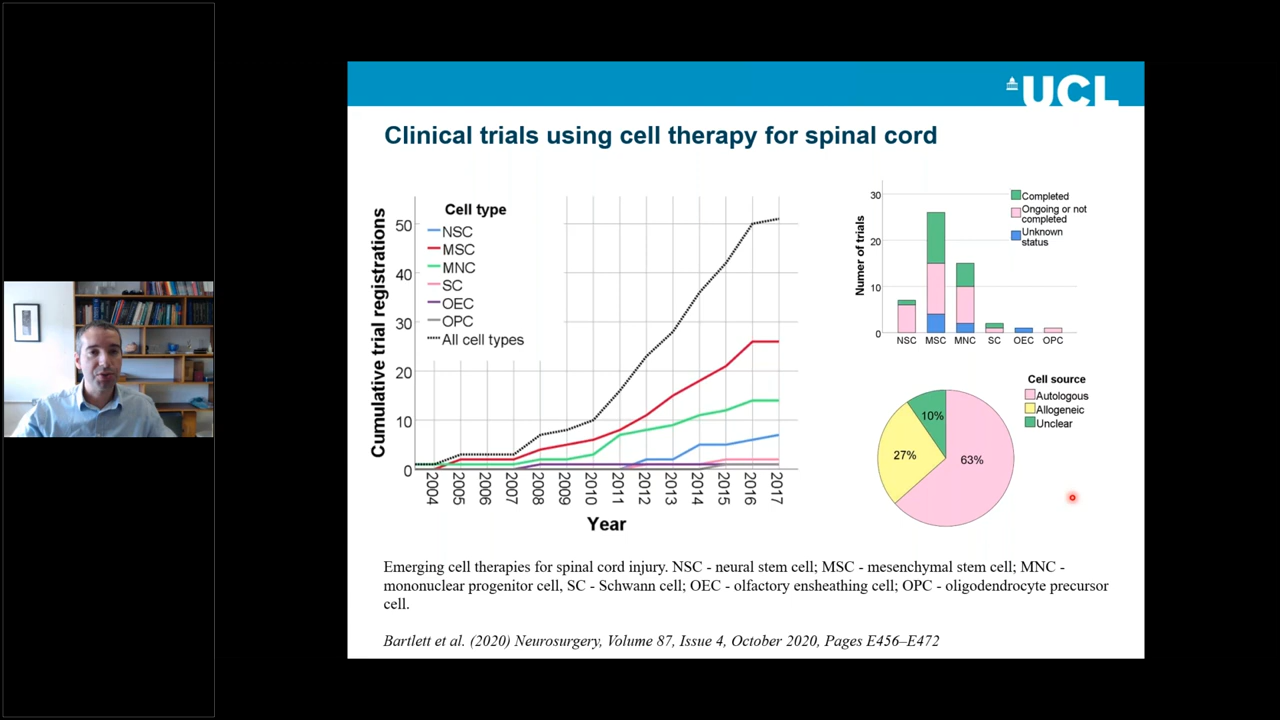 UCL
Clinical trials using cell therapy for spinal cord
Cumulative trial registrations
50
40
30
20
10
0
Cell type
NSC
MSC
MNC
SC
OEC
OPC
All cell types
2004
2005
2006
2007
2008
2009
2010
2011
2012
2013
2014
2015
2016
2017
Year
Numer of trials
30
20
10
0
Completed
Ongoing or not
completed
Unknown
status
NSC
MSC
MNC
SC
OEC
OPC
Cell source
Autologous
Allogeneic
Unclear
10%
27%
63%
Emerging cell therapies for spinal cord injury. NSC - neural stem cell; MSC - mesenchymal stem cell; MNC -
mononuclear progenitor cell, SC - Schwann cell; OEC - olfactory ensheathing cell; OPC - oligodendrocyte precursor
cell.
Bartlett et al. (2020) Neurosurgery, Volume 87, Issue 4, October 2020, Pages E456–E472